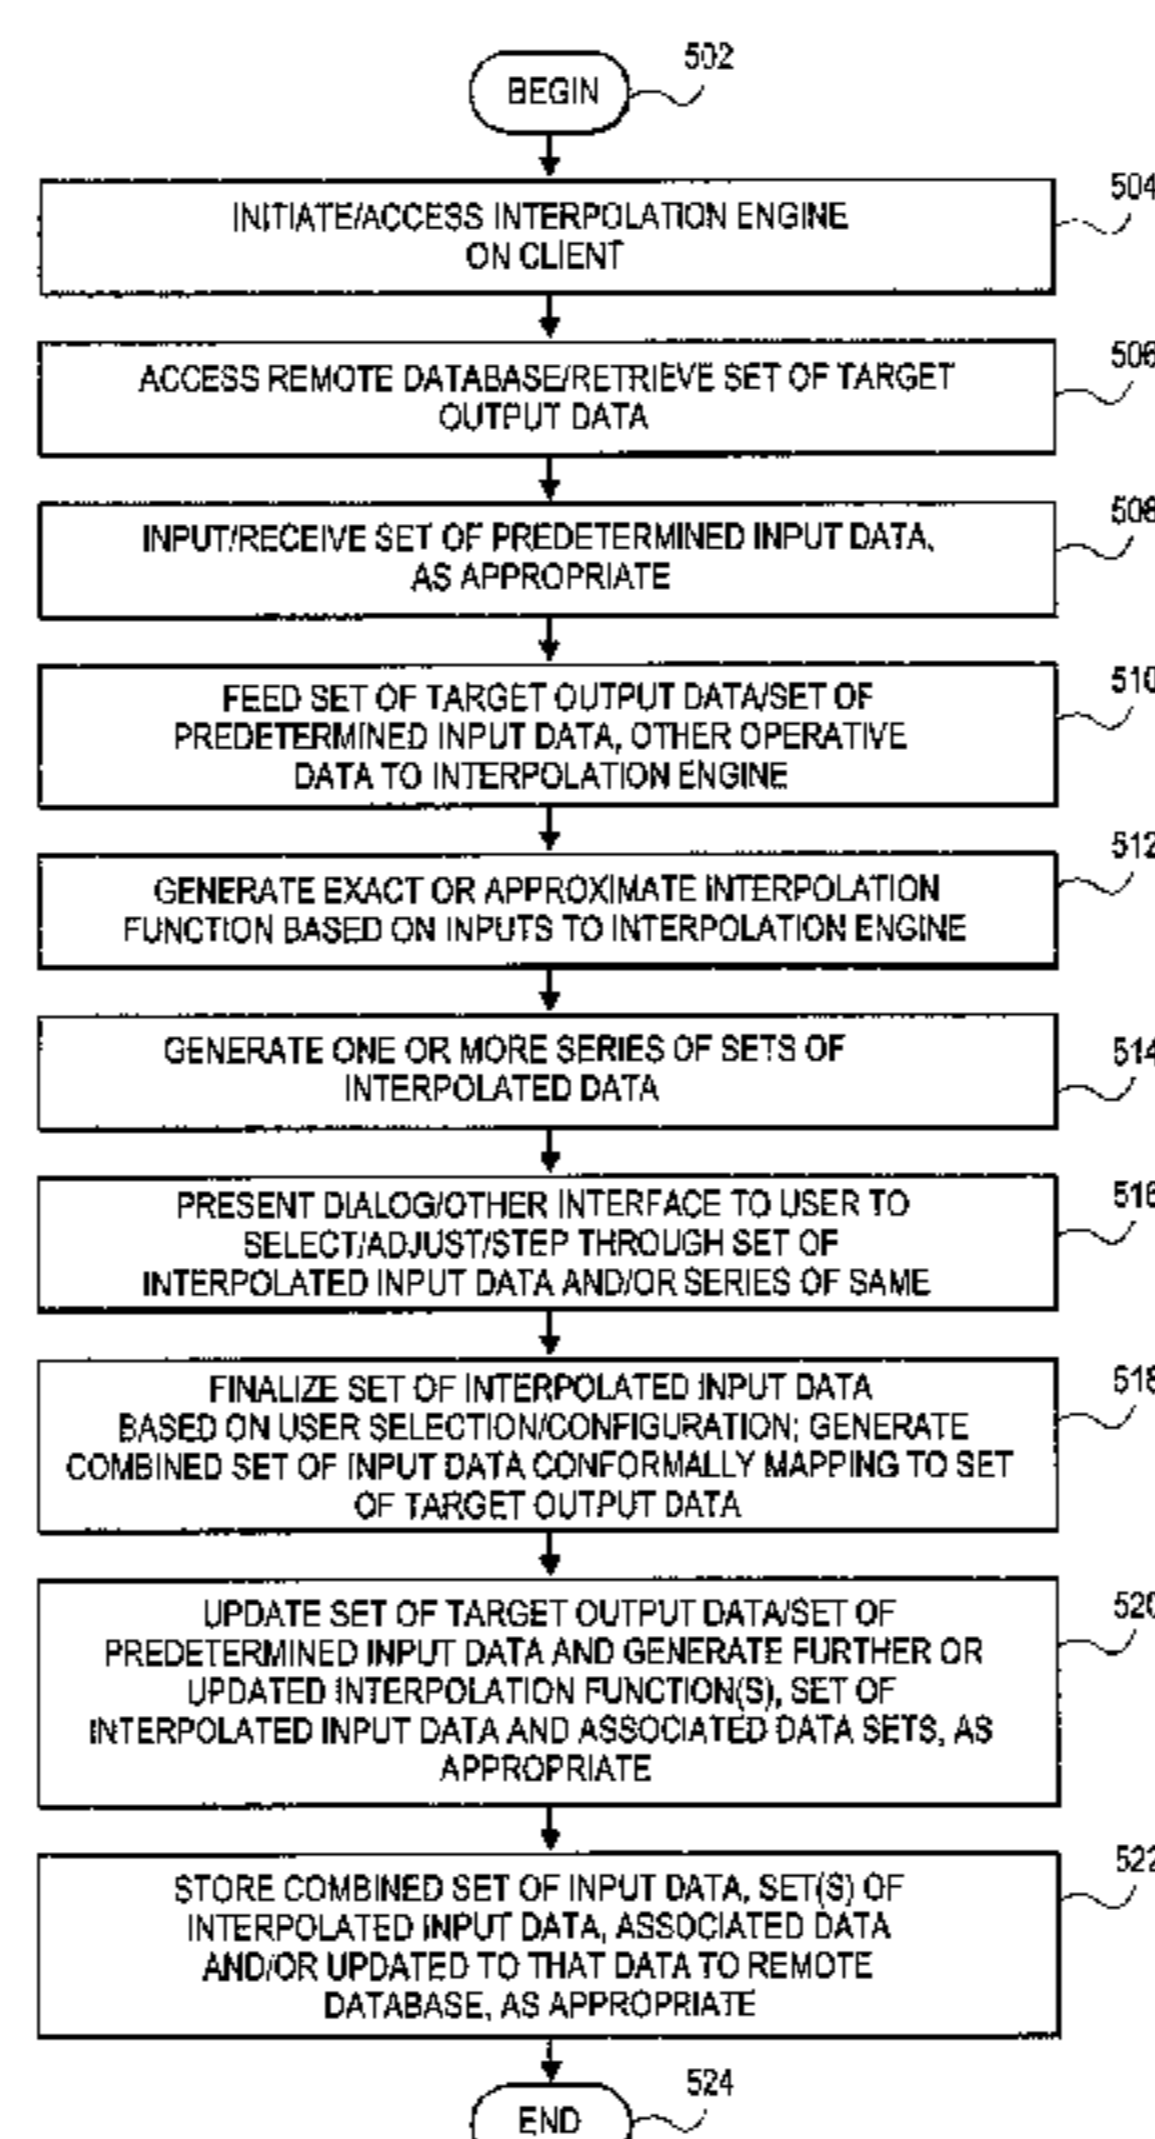 502
BEGIN
504
INITIATE/ACCESS INTERPOLATION ENGINE
ON CLIENT
506
ACCESS REMOTE DATABASE/RETRIEVE SET OF TARGET
OUTPUT DATA
508
INPUT/RECEIVE SET OF PREDETERMINED INPUT DATA,
AS APPROPRIATE
510
FEED SET OF TARGET OUTPUT DATA/SET OF
PREDETERMINED INPUT DATA, OTHER OPERATIVE
DATA TO INTERPOLATION ENGINE
512
GENERATE EXACT OR APPROXIMATE INTERPOLATION
FUNCTION BASED ON INPUTS TO INTERPOLATION ENGINE
514
GENERATE ONE OR MORE SERIES OF SETS OF
INTERPOLATED DATA
516
PRESENT DIALOG/OTHER INTERFACE TO USER TO
SELECT/ADJUST/STEP THROUGH SET OF
INTERPOLATED INPUT DATA AND/OR SERIES OF SAME
518
FINALIZE SET OF INTERPOLATED INPUT DATA
BASED ON USER SELECTION/CONFIGURATION; GENERATE
COMBINED SET OF INPUT DATA CONFORMALLY MAPPING TO SET
OF TARGET OUTPUT DATA
520
UPDATE SET OF TARGET OUTPUT DATA/SET OF
PREDETERMINED INPUT DATA AND GENERATE FURTHER OR
UPDATED INTERPOLATION FUNCTION(S), SET OF
INTERPOLATED INPUT DATA AND ASSOCIATED DATA SETS, AS
APPROPRIATE
522
STORE COMBINED SET OF INPUT DATA, SET(S) OF
INTERPOLATED INPUT DATA, ASSOCIATED DATA
AND/OR UPDATED TO THAT DATA TO REMOTE
DATABASE, AS APPROPRIATE
524
END